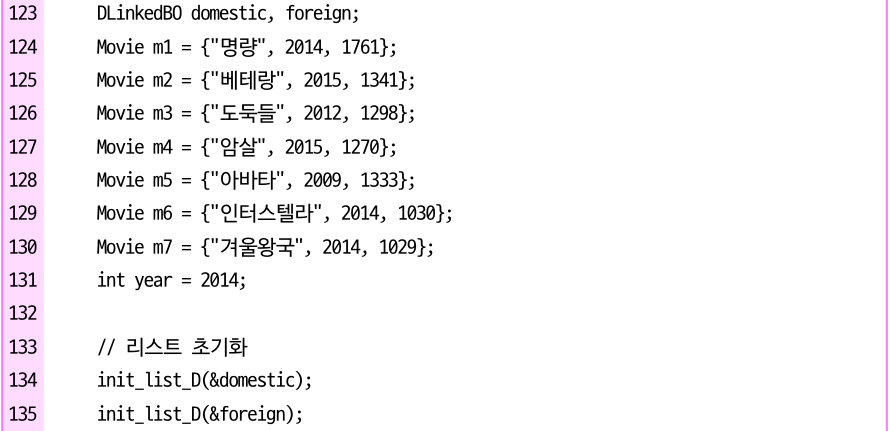 123 DLinkedBO domestic, foreign;
124 Movie m1 = {"명량", 2014, 1761};
125 Movie m2 = {"베테랑", 2015, 1341};
126 Movie m3 = {"도둑들", 2012, 1298};
127 Movie m4 = {"암살", 2015, 1270};
128 Movie m5 = {"아바타", 2009, 1333};
129 Movie m6 = {"인터스텔라", 2014, 1030};
130 Movie m7 = {"겨울왕국", 2014, 1029};
131 int year = 2014;
132
133 // 리스트 초기화
134 init_list_D(&domestic);
135 init_list_D(&foreign);